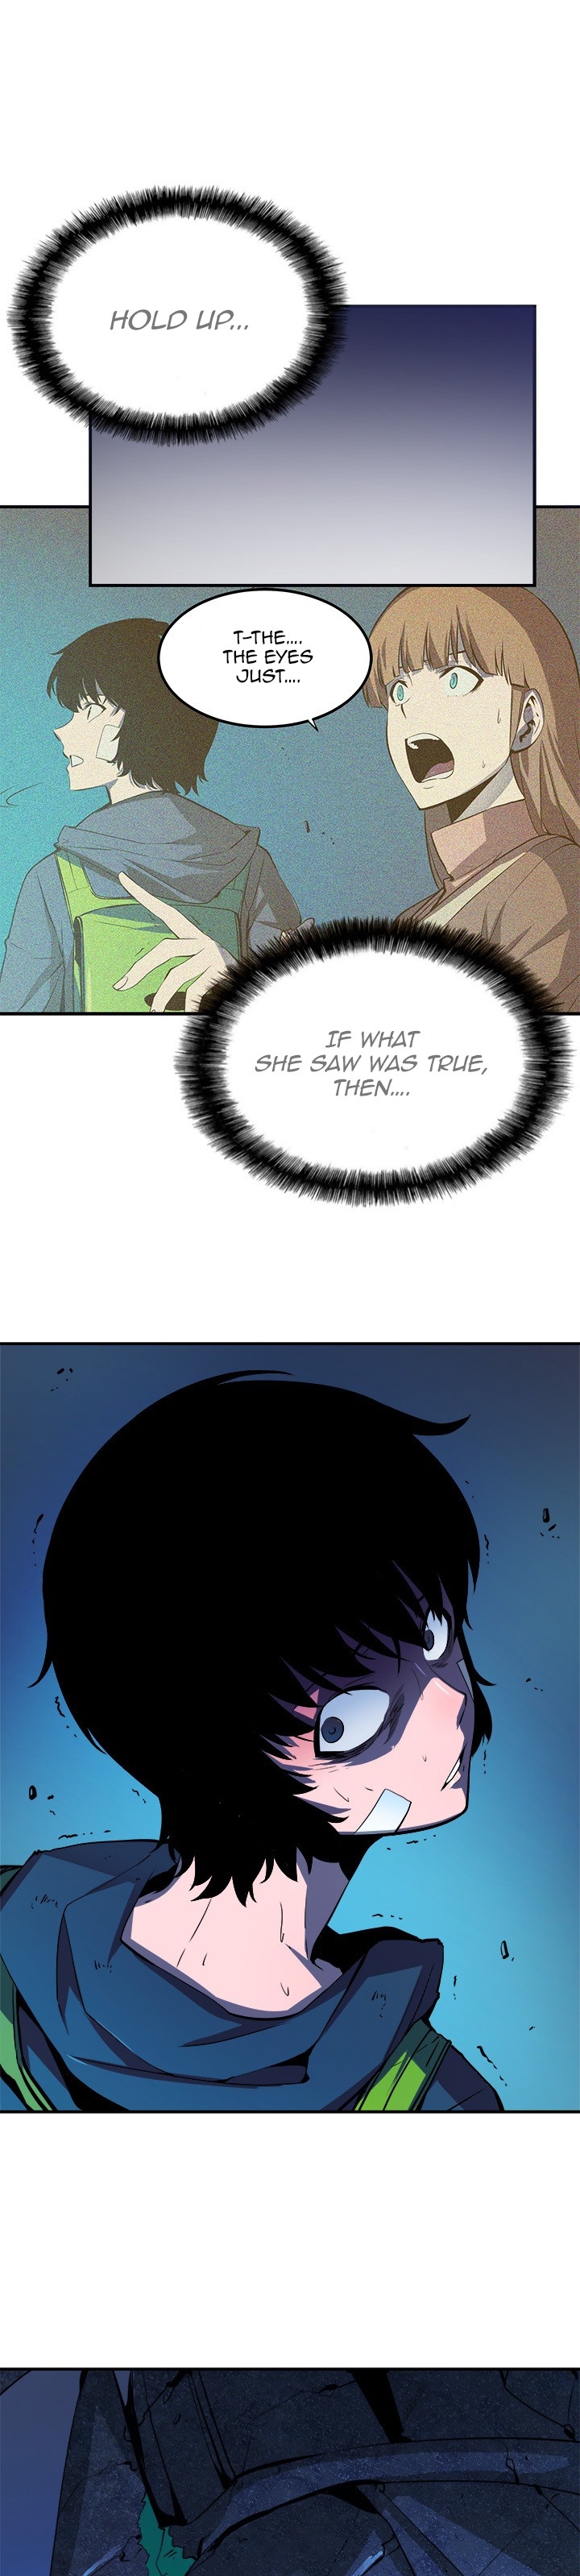 HOLD UP...
T-THE....
THE EYES
JUST....
IF WHAT
SHE SAW WAS TRUE,
THEN....